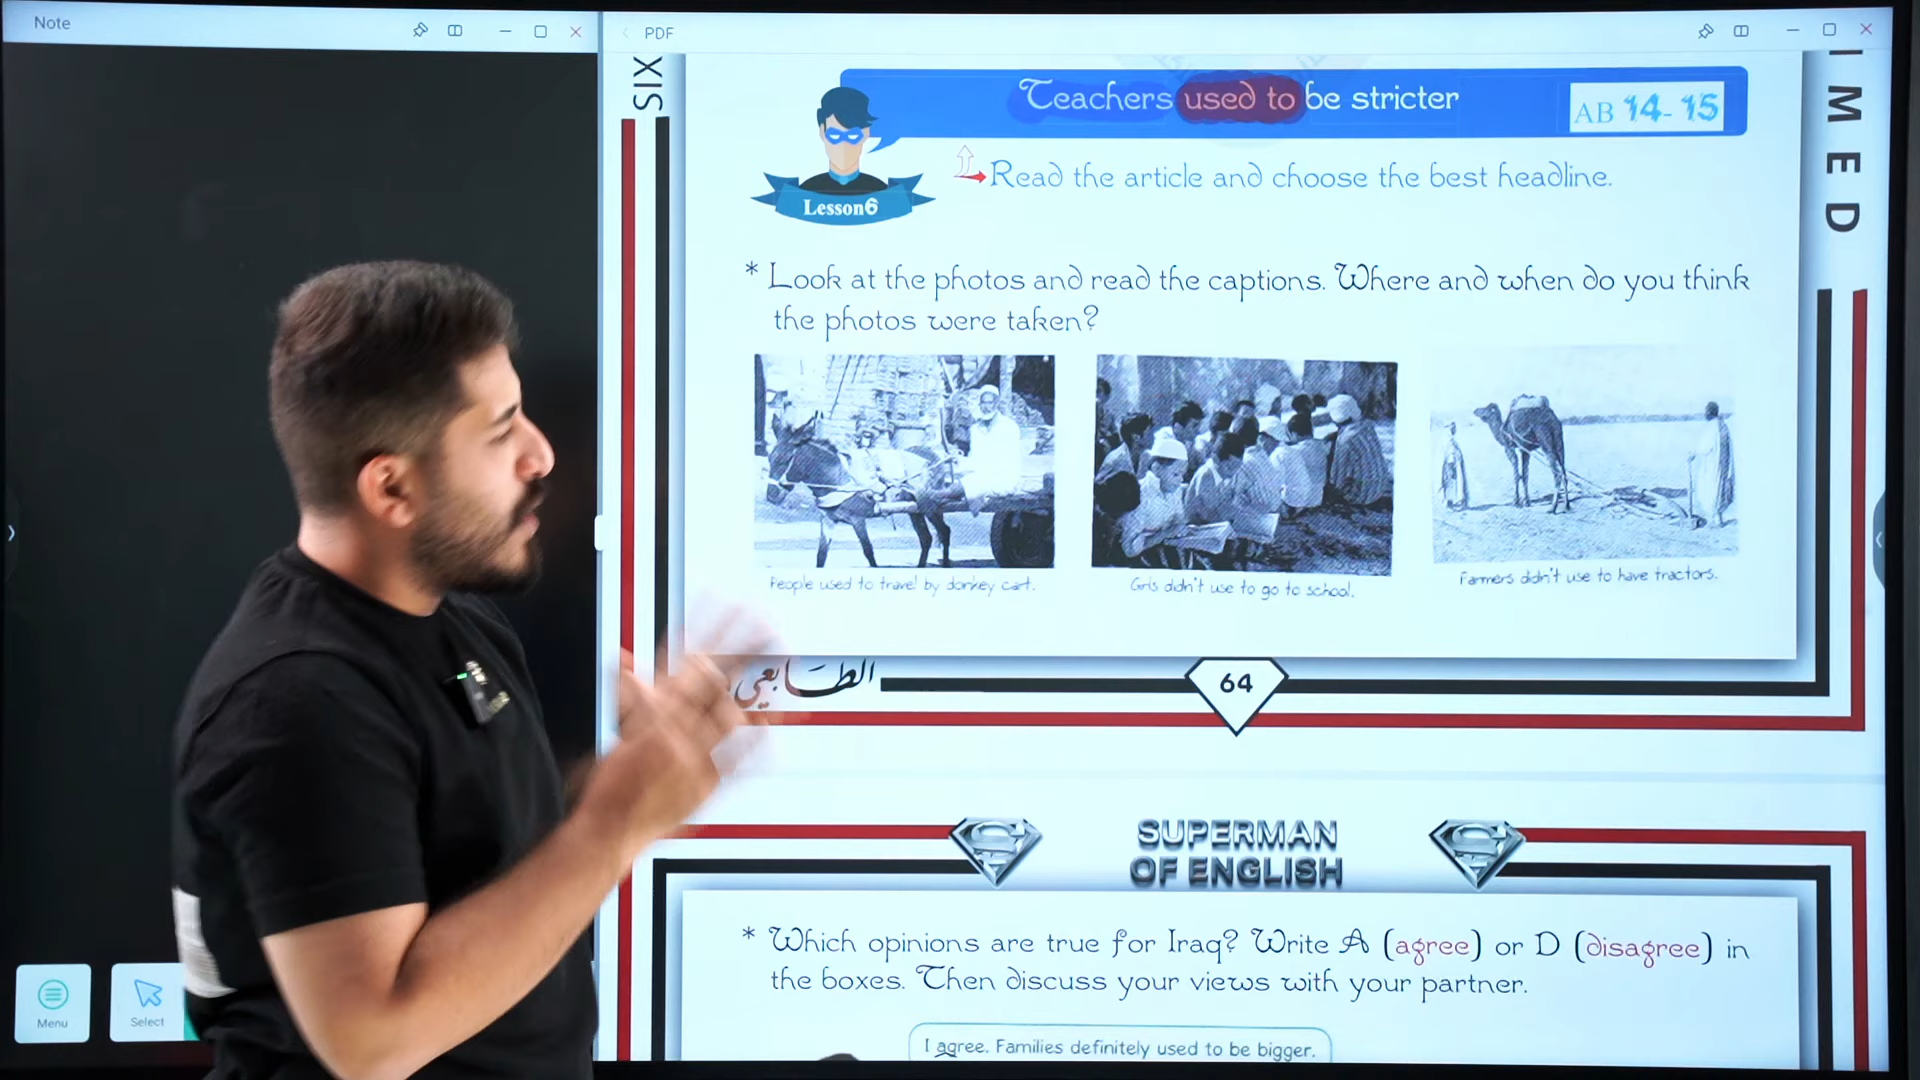 Note
PDF
SIX
IMED
Teachers used to be stricter
AB 14-15
Lesson6
Read the article and choose the best headline.
* Look at the photos and read the captions. Where and when do you think
the photos were taken?
People used to travel by donkey cart.
Girls didn't use to go to school.
Farmers didn't use to have tractors.
الطابعي
64
SUPERMAN
OF ENGLISH
* Which opinions are true for Iraq? Write A (agree) or D (disagree) in
the boxes. Then discuss your views with your partner.
I agree. Families definitely used to be bigger.
Menu
Select